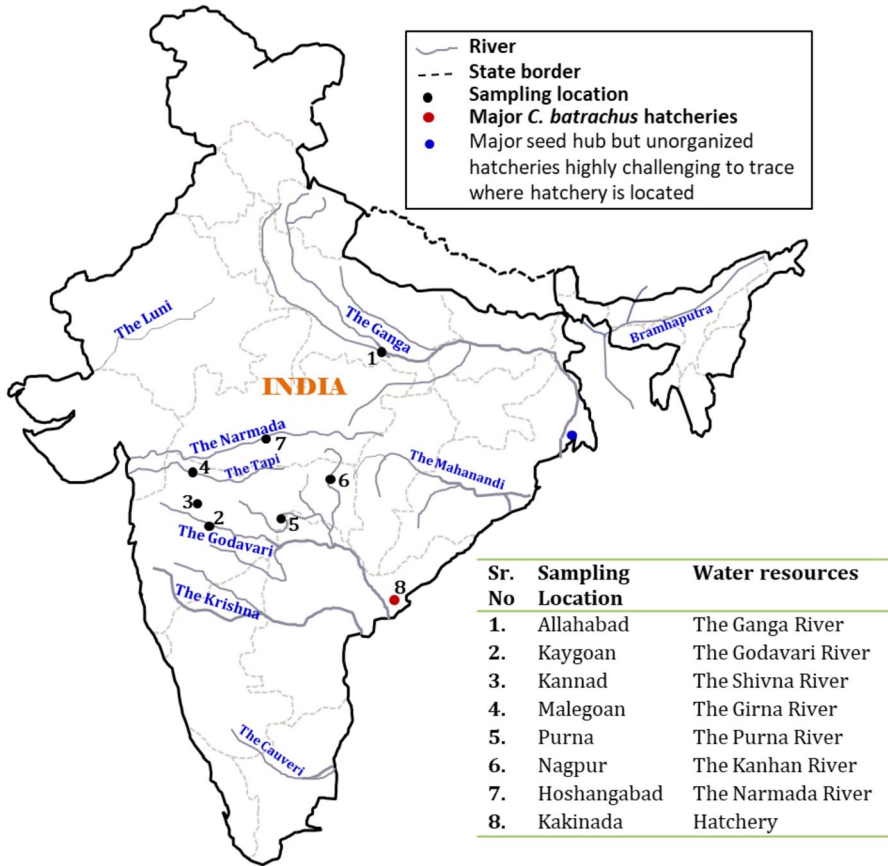 River
State border
Sampling location
Major C. batrachus hatcheries
Major seed hub but unorganized
hatcheries highly challenging to trace
where hatchery is located
The Luni
The Ganga
Bramhaputra
1
INDIA
The Narmada
7
4
The Tapi
6
The Mahanandi
3
2
5
The Godavari
8
The Krishna
The Cauveri
Sr. Sampling Water resources
No Location
1. Allahabad The Ganga River
2. Kaygoan The Godavari River
3. Kannad The Shivna River
4. Malegoan The Girna River
5. Purna The Purna River
6. Nagpur The Kanhan River
7. Hoshangabad The Narmada River
8. Kakinada Hatchery